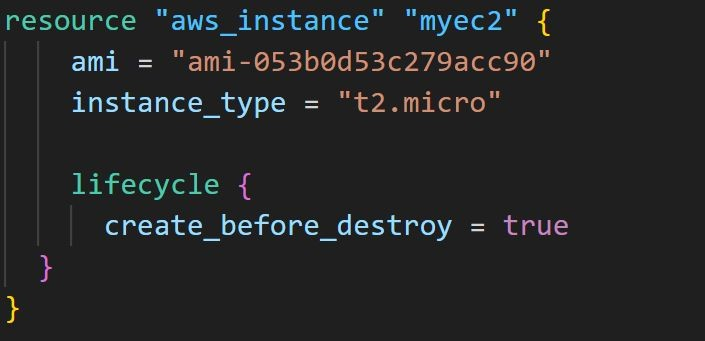 resource "aws_instance" "myec2" {
    ami = "ami-053b0d53c279acc90"
    instance_type = "t2.micro"

    lifecycle {
      create_before_destroy = true
  }
}